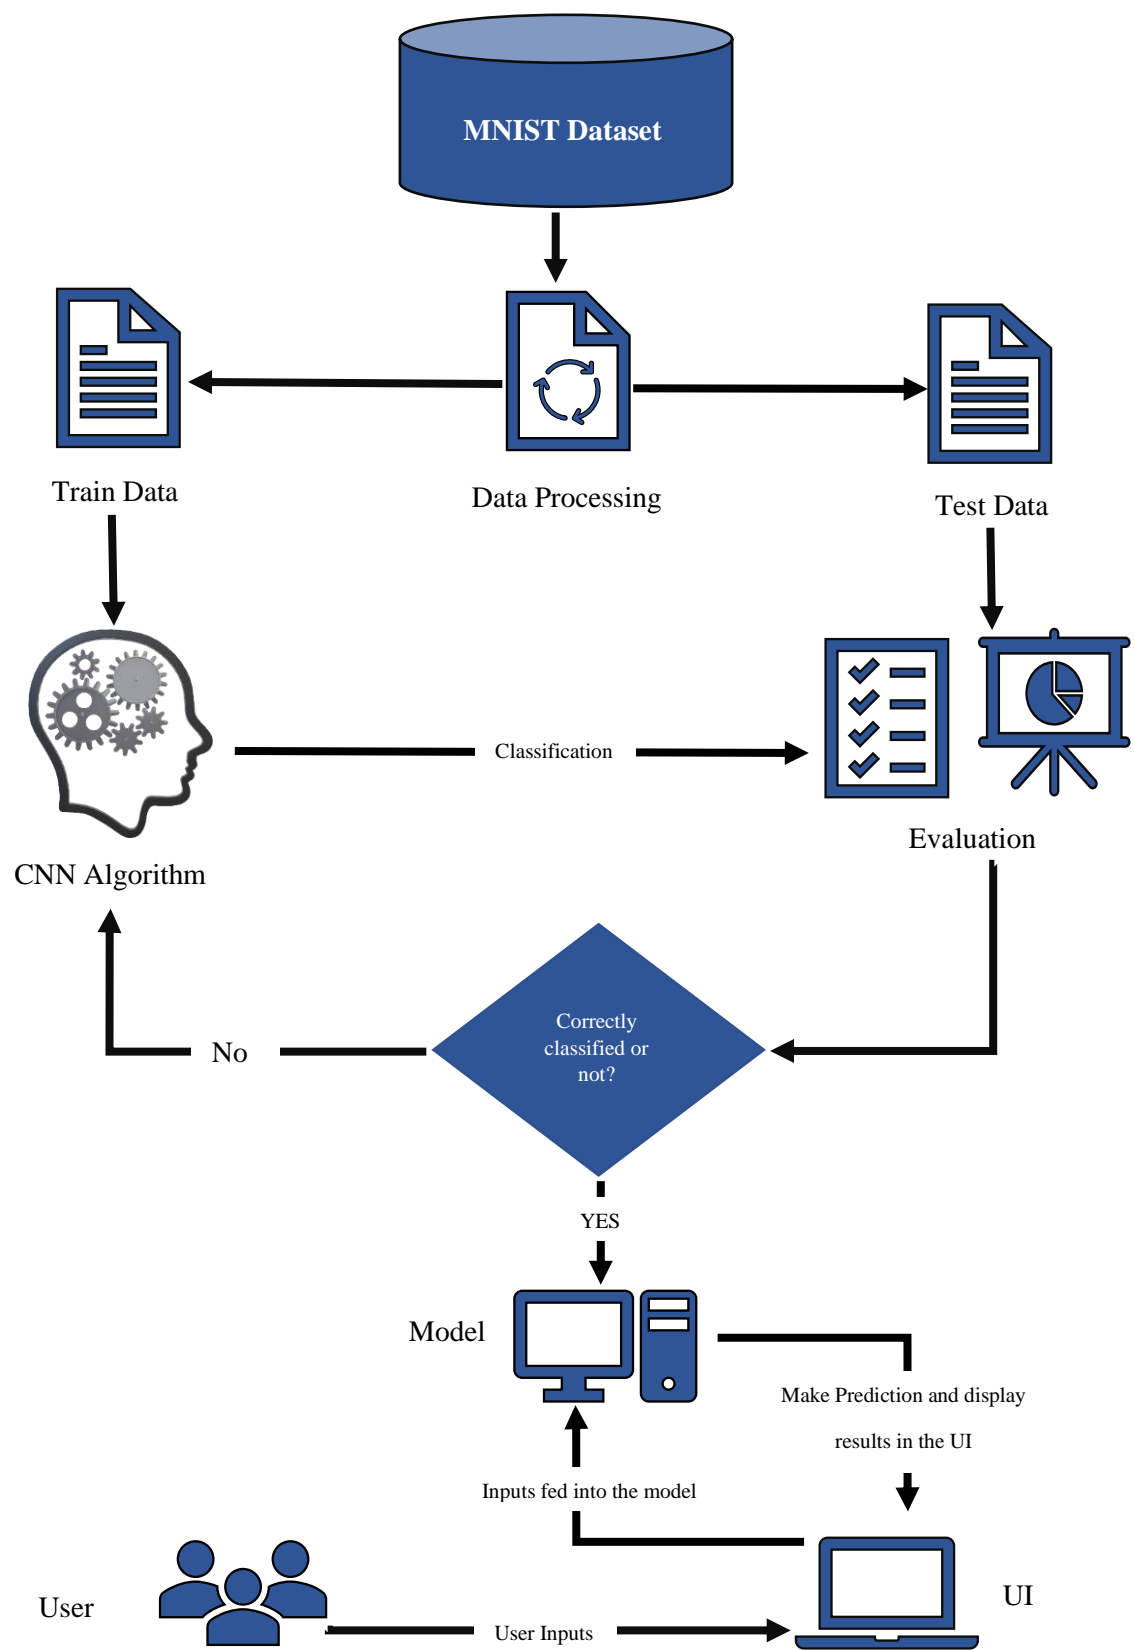 MNIST Dataset
Train Data
Data Processing
Test Data
Classification
Evaluation
CNN Algorithm
Correctly
classified or
not?
No
YES
Model
Make Prediction and display
results in the UI
Inputs fed into the model
User
UI
User Inputs